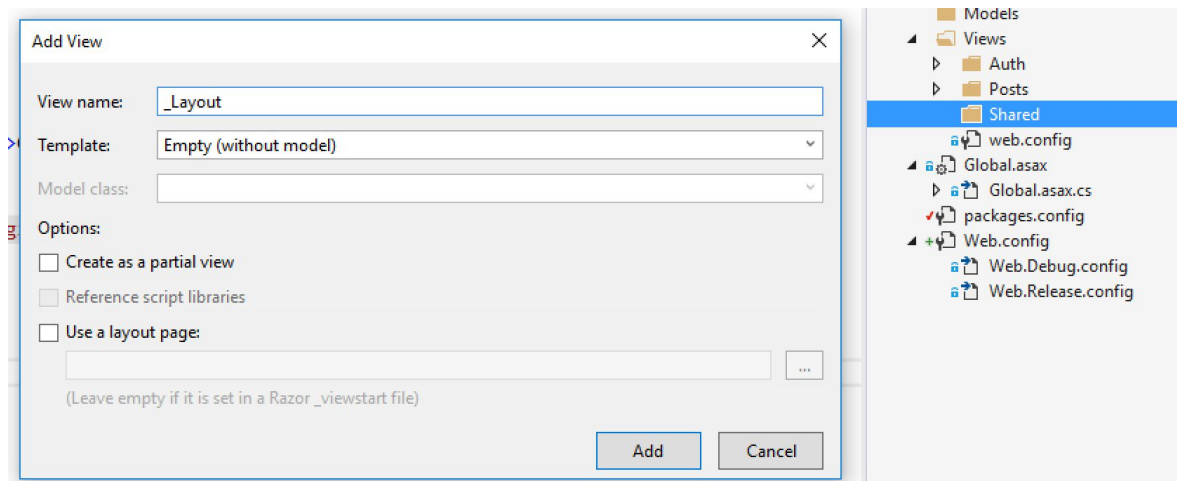 Add View
View name:
_Layout
Template:
Empty (without model)
Model class:
Options:
Create as a partial view
Reference script libraries
Use a layout page:
...
(Leave empty if it is set in a Razor _viewstart file)
Add
Cancel
Models
Views
Auth
Posts
Shared
web.config
Global.asax
Global.asax.cs
packages.config
Web.config
Web.Debug.config
Web.Release.config